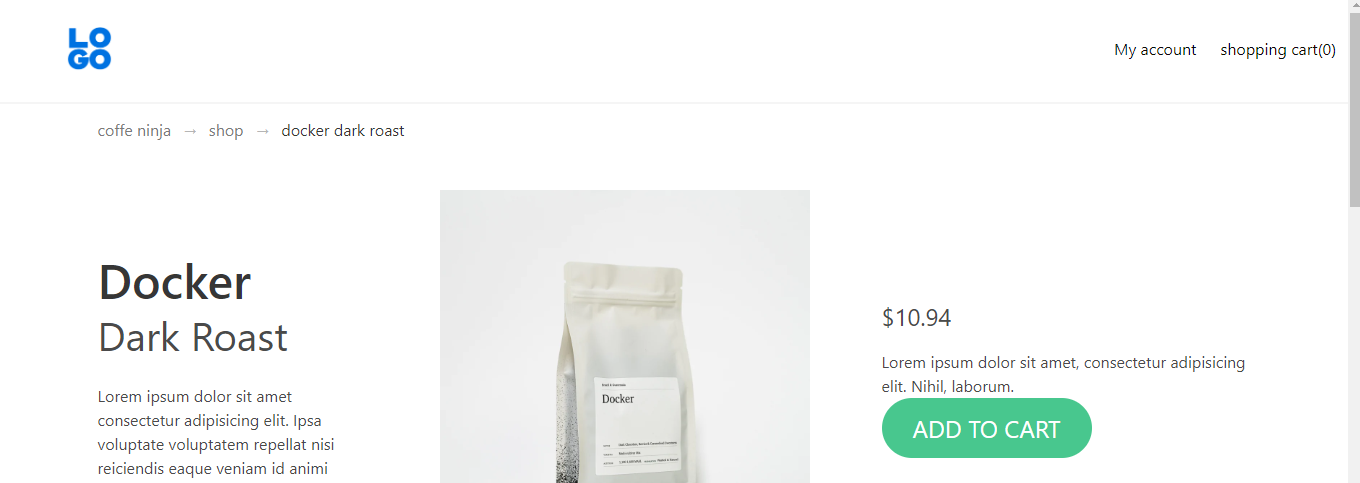 LO
GO
My account shopping cart(0)
coffe ninja → shop → docker dark roast
Docker
Dark Roast
Lorem ipsum dolor sit amet
consectetur adipisicing elit. Ipsa
voluptate voluptatem repellat nisi
reiciendis eaque veniam id animi
Docker
$10.94
Lorem ipsum dolor sit amet, consectetur adipisicing
elit. Nihil, laborum.
ADD TO CART